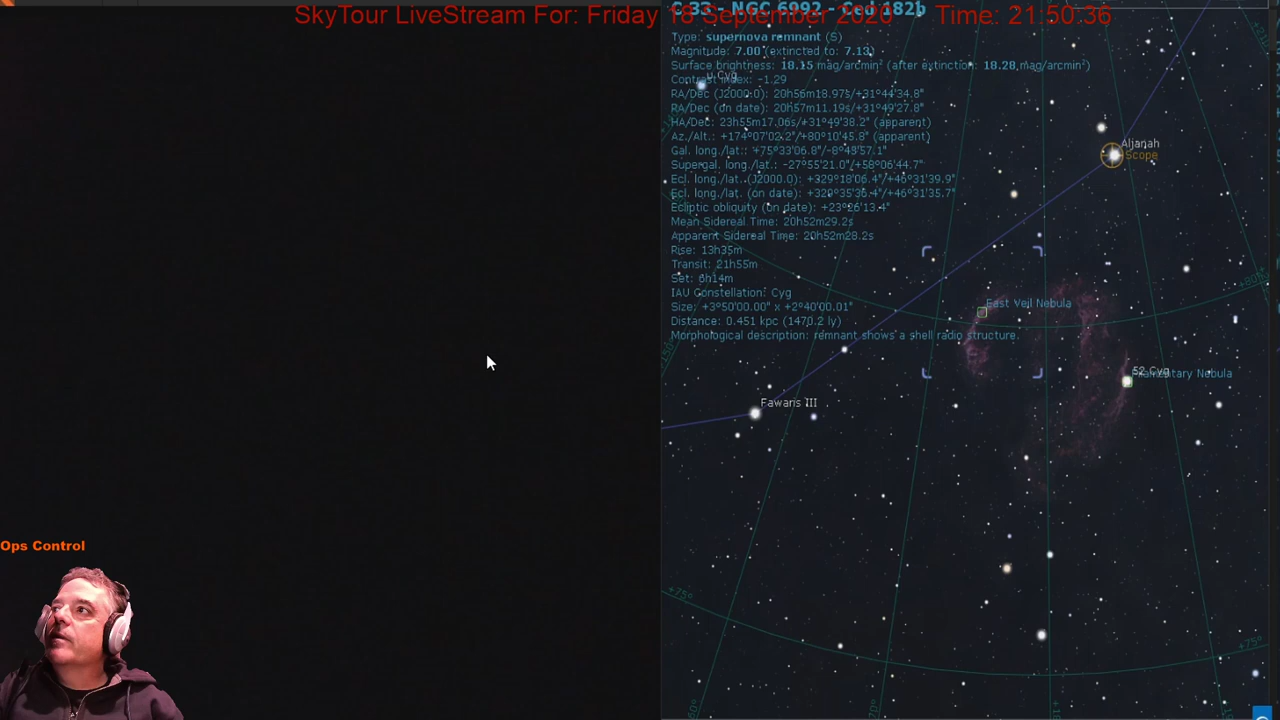 SkyTour LiveStream For: Friday 18 September 2020 Time: 21:50:36
C 33 - NGC 6992 - Ced 182b
Type: supernova remnant (S)
Magnitude: 7.00 (extincted to: 7.13)
Surface brightness: 18.15 mag/arcmin² (after extinction: 18.28 mag/arcmin²)
μ Cyg
Contrast index: -1.29
RA/Dec (J2000.0): 20h56m18.97s/+31°44'34.8"
RA/Dec (on date): 20h57m11.19s/+31°49'27.8"
HA/Dec: 23h55m17.06s/+31°49'38.2" (apparent)
Az./Alt.: +174°07'02.2"/+80°10'45.8" (apparent)
Gal. long./lat.: +75°33'06.8"/-8°43'57.1"
Supergal. long./lat.: -27°55'21.0"/+58°06'44.7"
Ecl. long./lat. (J2000.0): +329°18'06.4"/+46°31'39.9"
Ecl. long./lat. (on date): +329°35'36.4"/+46°31'35.7"
Ecliptic obliquity (on date): +23°26'13.4"
Mean Sidereal Time: 20h52m29.2s
Apparent Sidereal Time: 20h52m28.2s
Rise: 13h35m
Transit: 21h55m
Set: 6h14m
IAU Constellation: Cyg
Size: +3°50'00.00" x +2°40'00.01"
Distance: 0.451 kpc (1470.2 ly)
Morphological description: remnant shows a shell radio structure.
Aljanah
Scope
East Veil Nebula
52 Cyg
Filamentary Nebula
Fawaris III
+80°
+75°
+75°
Ops Control